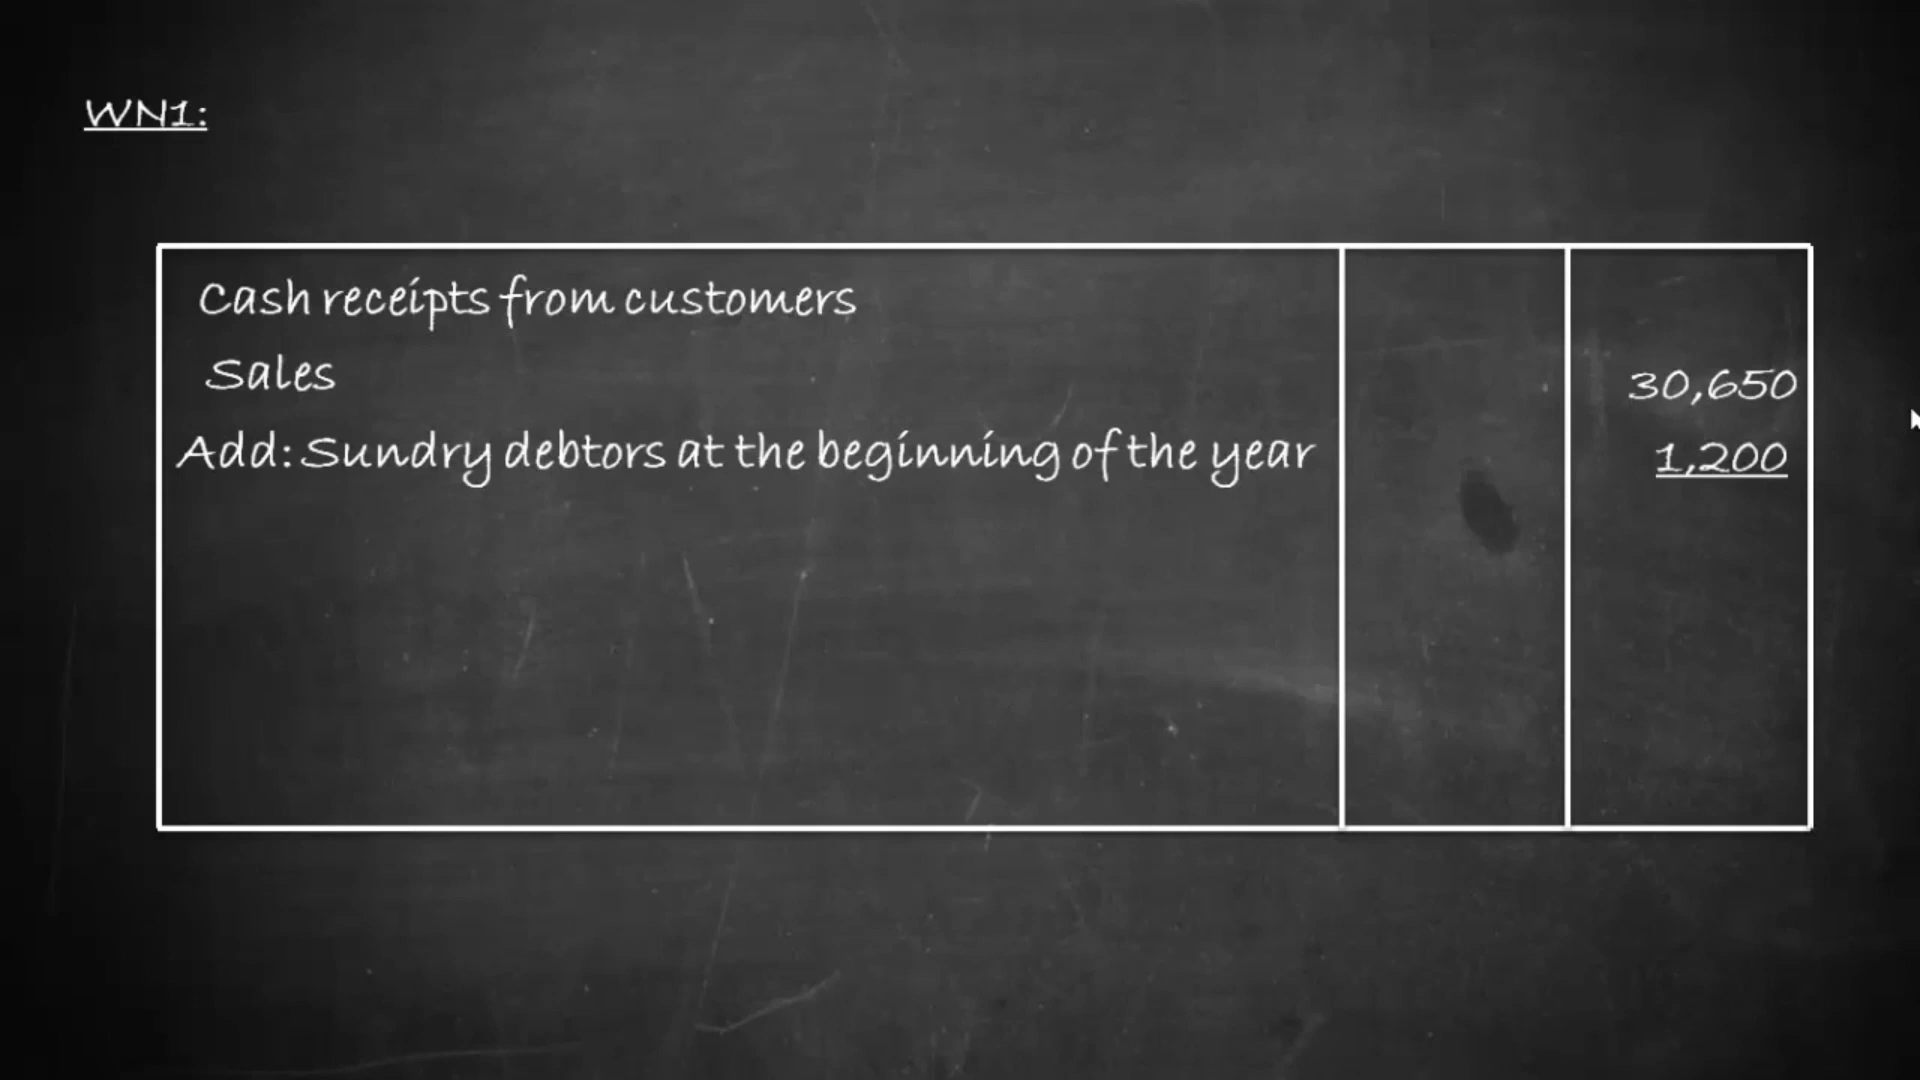 WN1:
Cash receipts from customers
Sales 30,650
Add: Sundry debtors at the beginning of the year 1,200